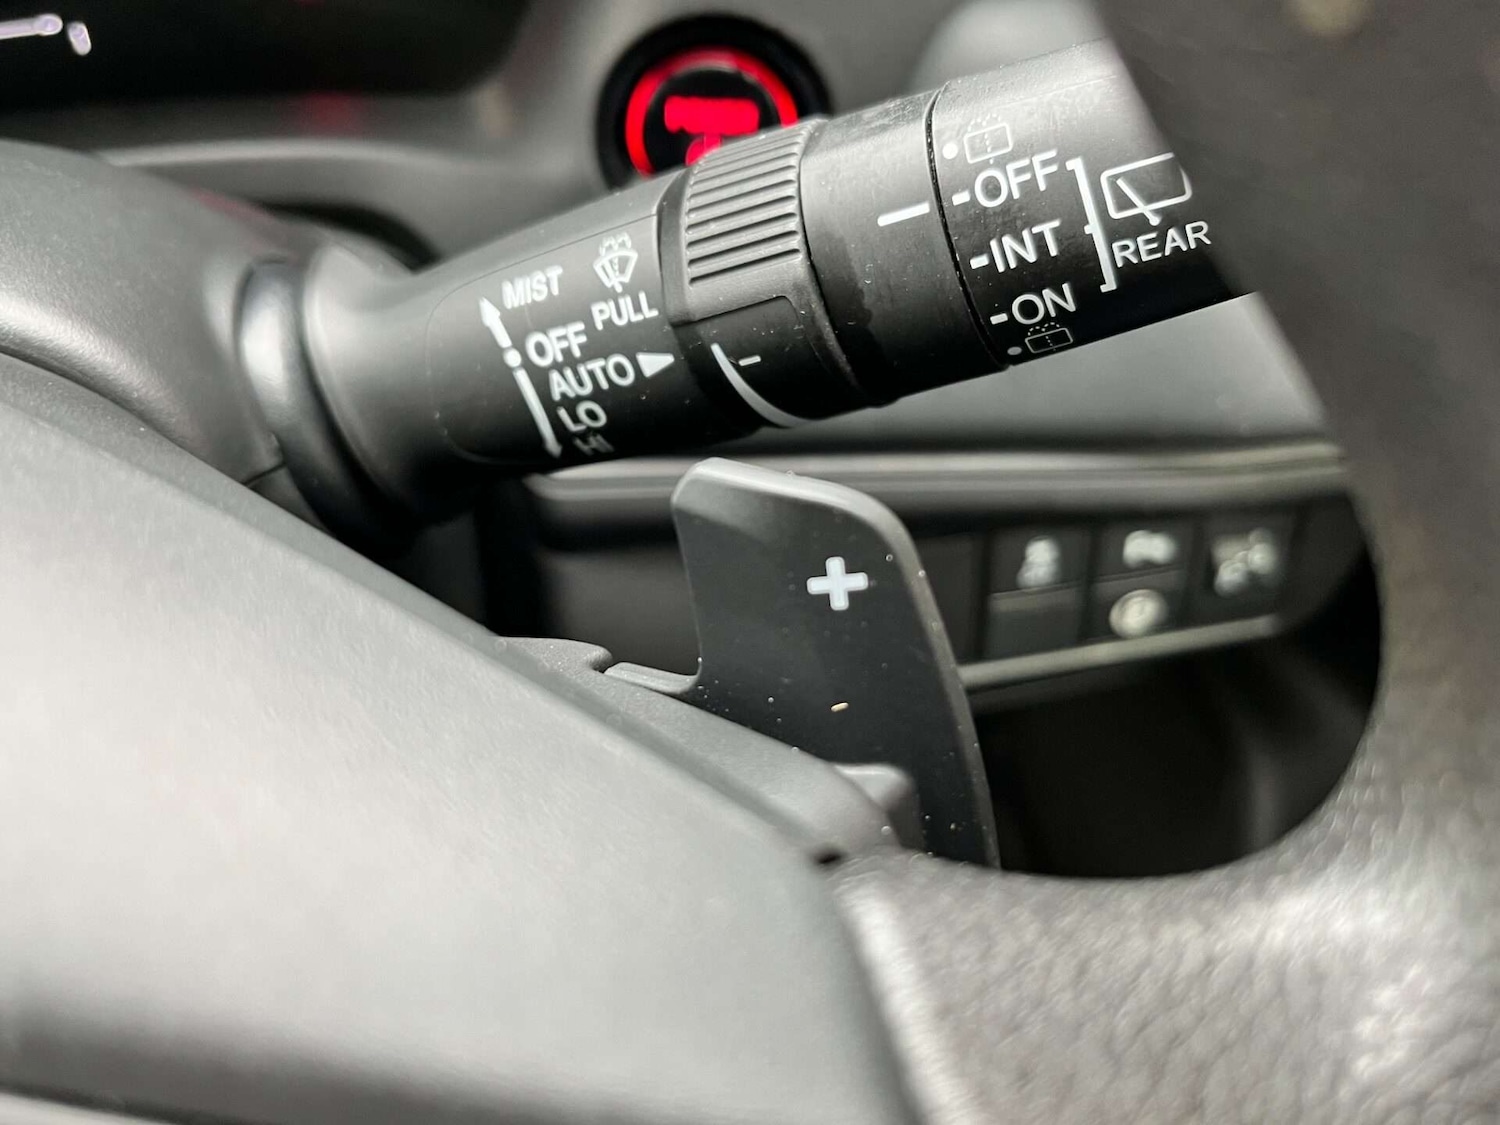 MIST
PULL
OFF
AUTO
LO
HI
-OFF
-INT
-ON
REAR
+
-